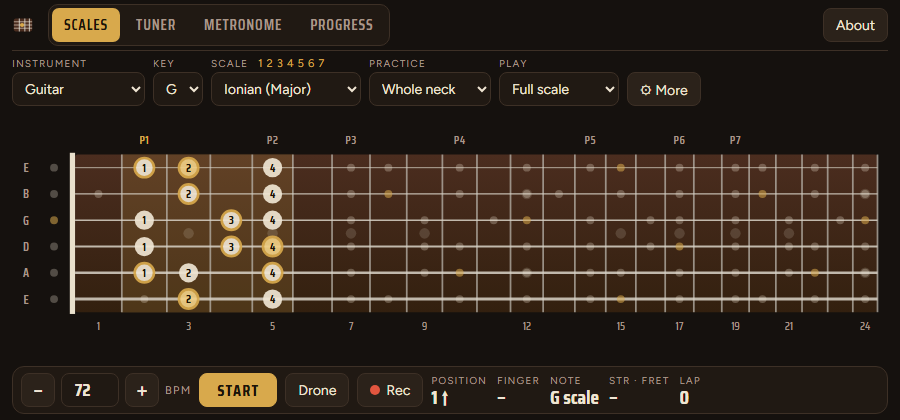 SCALES TUNER METRONOME PROGRESS About
INSTRUMENT KEY SCALE 1 2 3 4 5 6 7 PRACTICE PLAY
Guitar G Ionian (Major) Whole neck Full scale ⚙ More
P1 P2 P3 P4 P5 P6 P7
E 1 2 4
B 2 4
G 1 3 4
D 1 3 4
A 1 2 4
E 2 4
1 3 5 7 9 12 15 17 19 21 24
− 72 + BPM START Drone Rec
POSITION FINGER NOTE STR · FRET LAP
1↑ – G scale – 0